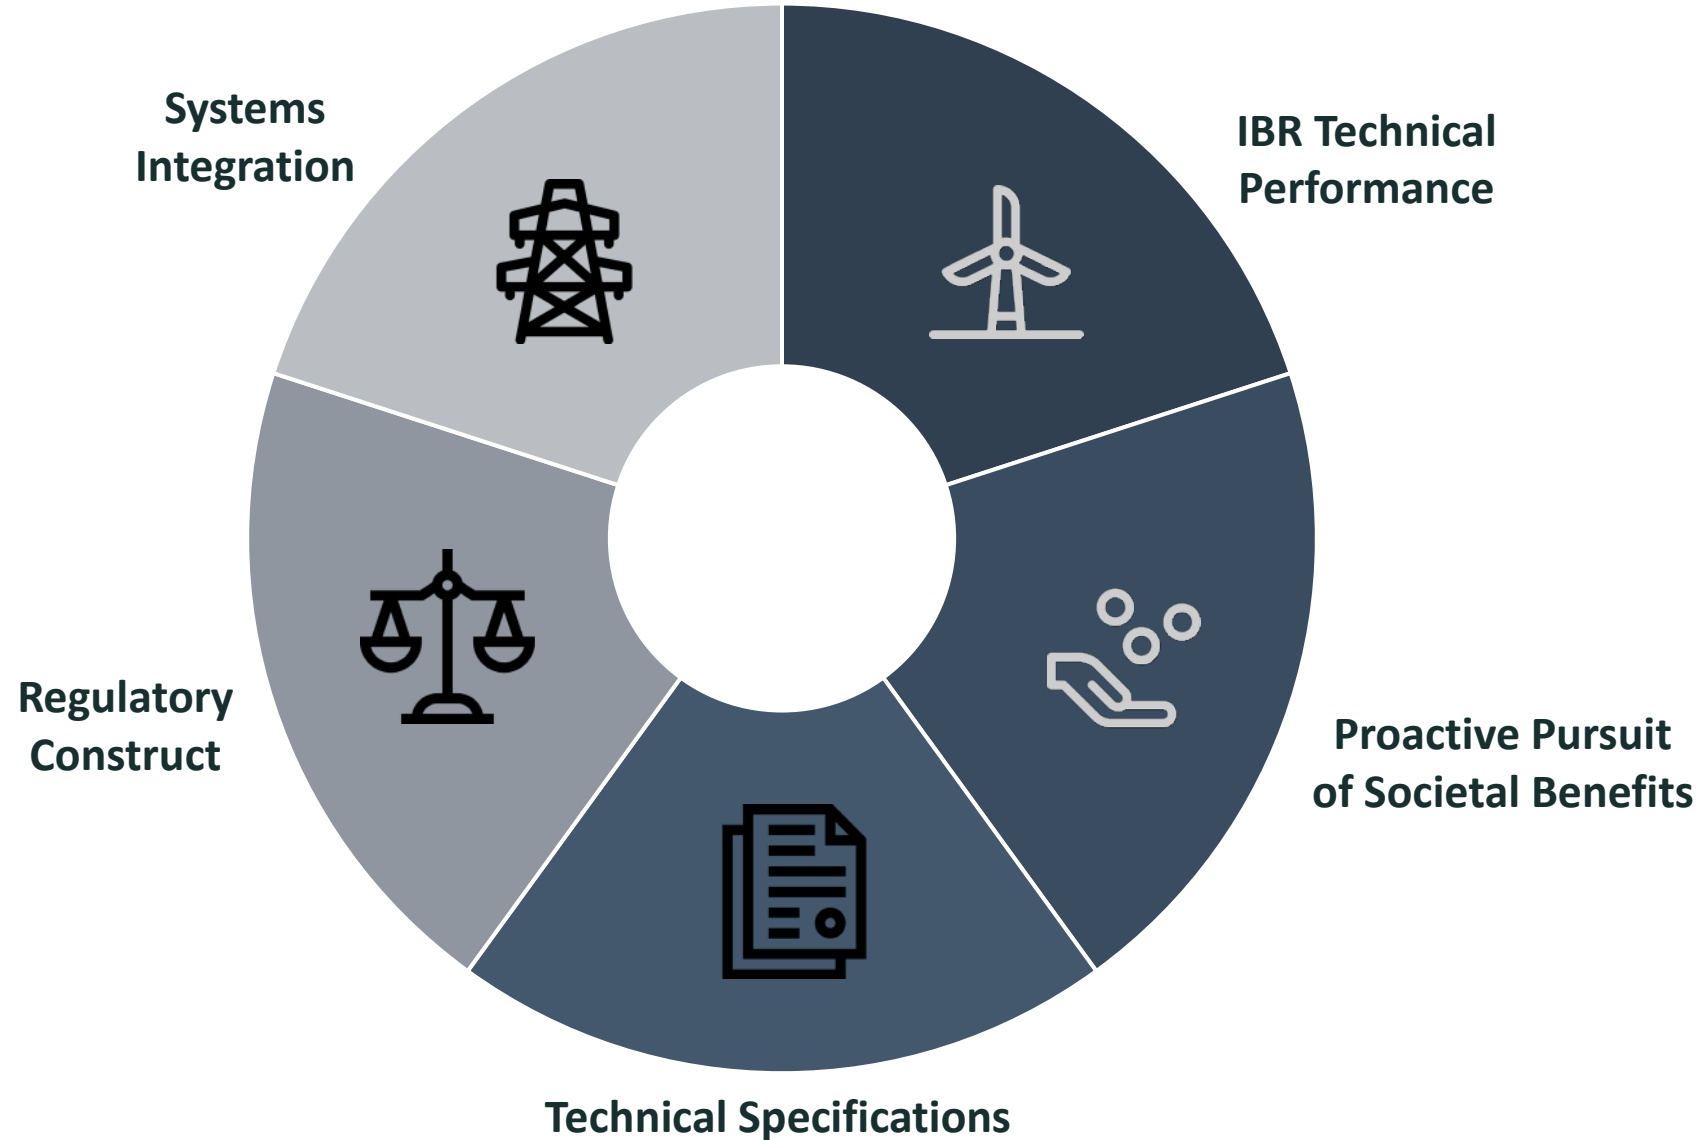 Systems
Integration
IBR Technical
Performance
Regulatory
Construct
Proactive Pursuit
of Societal Benefits
Technical Specifications